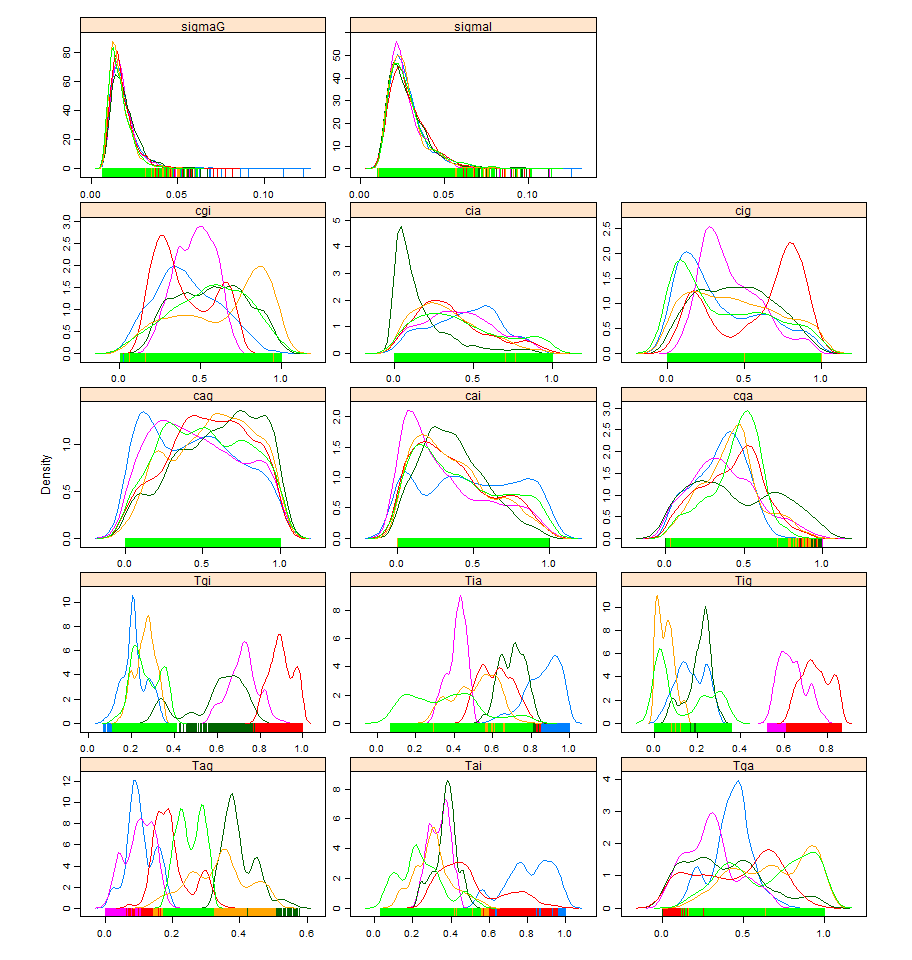 sigmaG sigmaI
0 20 40 60 80
0 10 20 30 40 50
0.00 0.05 0.10
0.00 0.05 0.10
cgi cia cig
0.0 0.5 1.0 1.5 2.0 2.5 3.0
0 1 2 3 4 5
0.0 0.5 1.0 1.5 2.0 2.5
0.0 0.5 1.0
0.0 0.5 1.0
0.0 0.5 1.0
cag cai cga
Density
0.0 0.5 1.0
0.0 0.5 1.0 1.5 2.0
0.0 0.5 1.0 1.5 2.0 2.5 3.0
0.0 0.5 1.0
0.0 0.5 1.0
0.0 0.5 1.0
Tgi Tia Tig
0 2 4 6 8 10
0 2 4 6 8
0 2 4 6 8 10
0.0 0.2 0.4 0.6 0.8 1.0
0.0 0.2 0.4 0.6 0.8 1.0
0.0 0.2 0.4 0.6 0.8
Tag Tai Tga
0 2 4 6 8 10 12
0 2 4 6 8
0 1 2 3 4
0.0 0.2 0.4 0.6
0.0 0.2 0.4 0.6 0.8 1.0
0.0 0.5 1.0